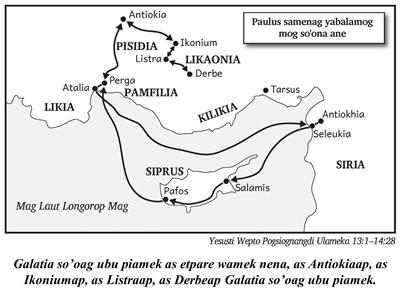 Paulus samenag yabalamog
mog so'ona ane
Antiokia
PISIDIA
Ikonium
LIKAONIA
Listra
Derbe
Perga
Atalia
PAMFILIA
LIKIA
KILIKIA
Tarsus
Antiokhia
Seleukia
SIRIA
SIPRUS
Salamis
Pafos
Mag Laut Longorop Mag
Yesusti Wepto Pogsiognangdi Ulameka 13:1–14:28
Galatia so'oag ubu piamek as etpare wamek nena, as Antiokiaap, as
Ikoniumap, as Listraap, as Derbeap Galatia so'oag ubu piamek.